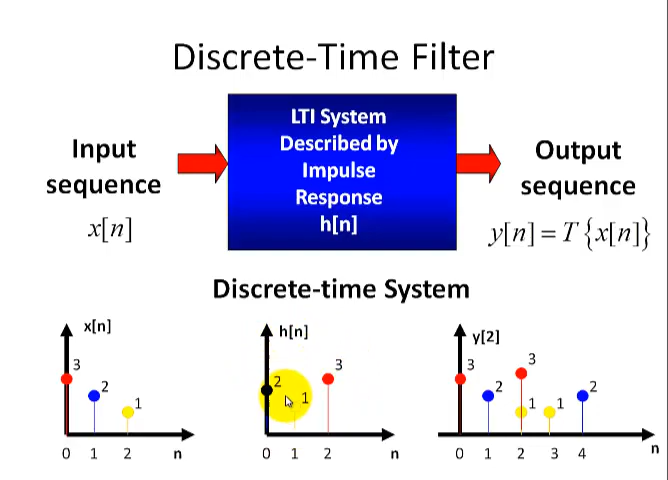 Discrete-Time Filter
LTI System
Described by
Impulse
Response
h[n]
Input
sequence
x[n]
Output
sequence
y[n] = T {x[n]}
Discrete-time System
x[n]
3
2
1
0 1 2 n
h[n]
2
1
3
0 1 2 n
y[2]
3
2
3
1
1
2
0 1 2 3 4 n